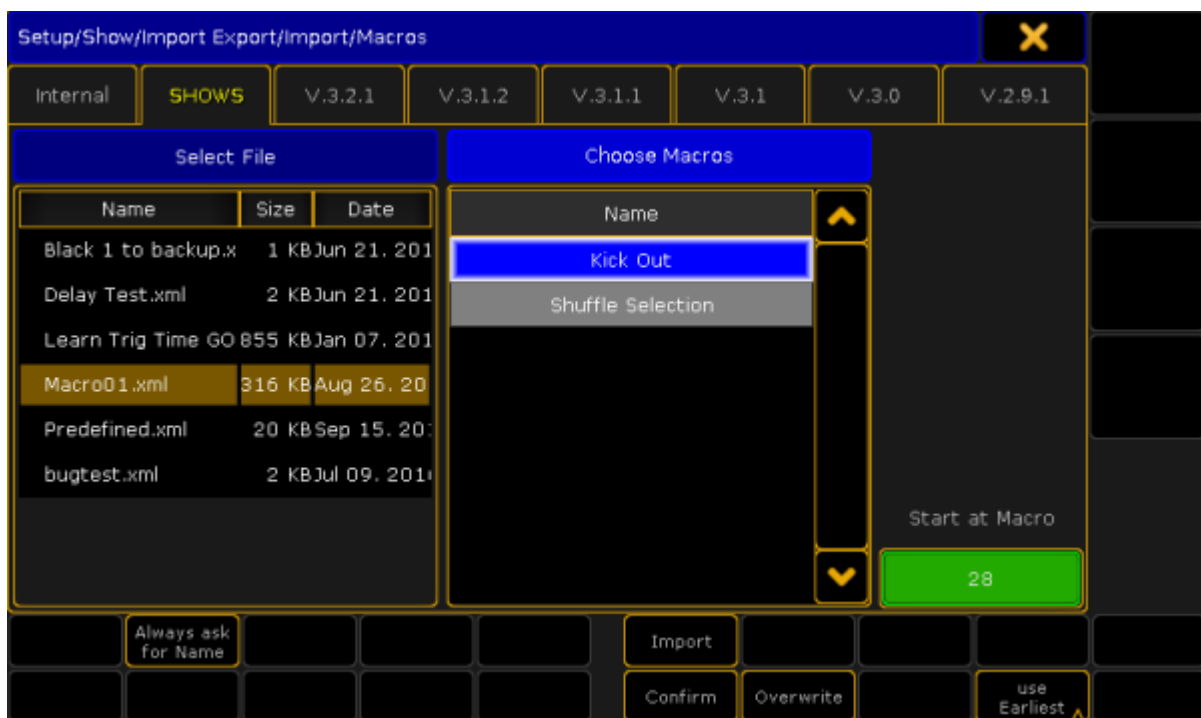 Setup/Show/Import Export/Import/Macros
Internal SHOWS V.3.2.1 V.3.1.2 V.3.1.1 V.3.1 V.3.0 V.2.9.1
Select File
Name Size Date
Black 1 to backup.x 1 KB Jun 21. 201
Delay Test.xml 2 KB Jun 21. 201
Learn Trig Time GO 855 KB Jan 07. 201
Macro01.xml 316 KB Aug 26. 20
Predefined.xml 20 KB Sep 15. 20
bugtest.xml 2 KB Jul 09. 201
Choose Macros
Name
Kick Out
Shuffle Selection
Start at Macro
28
Always ask
for Name
Import
Confirm Overwrite
use
Earliest